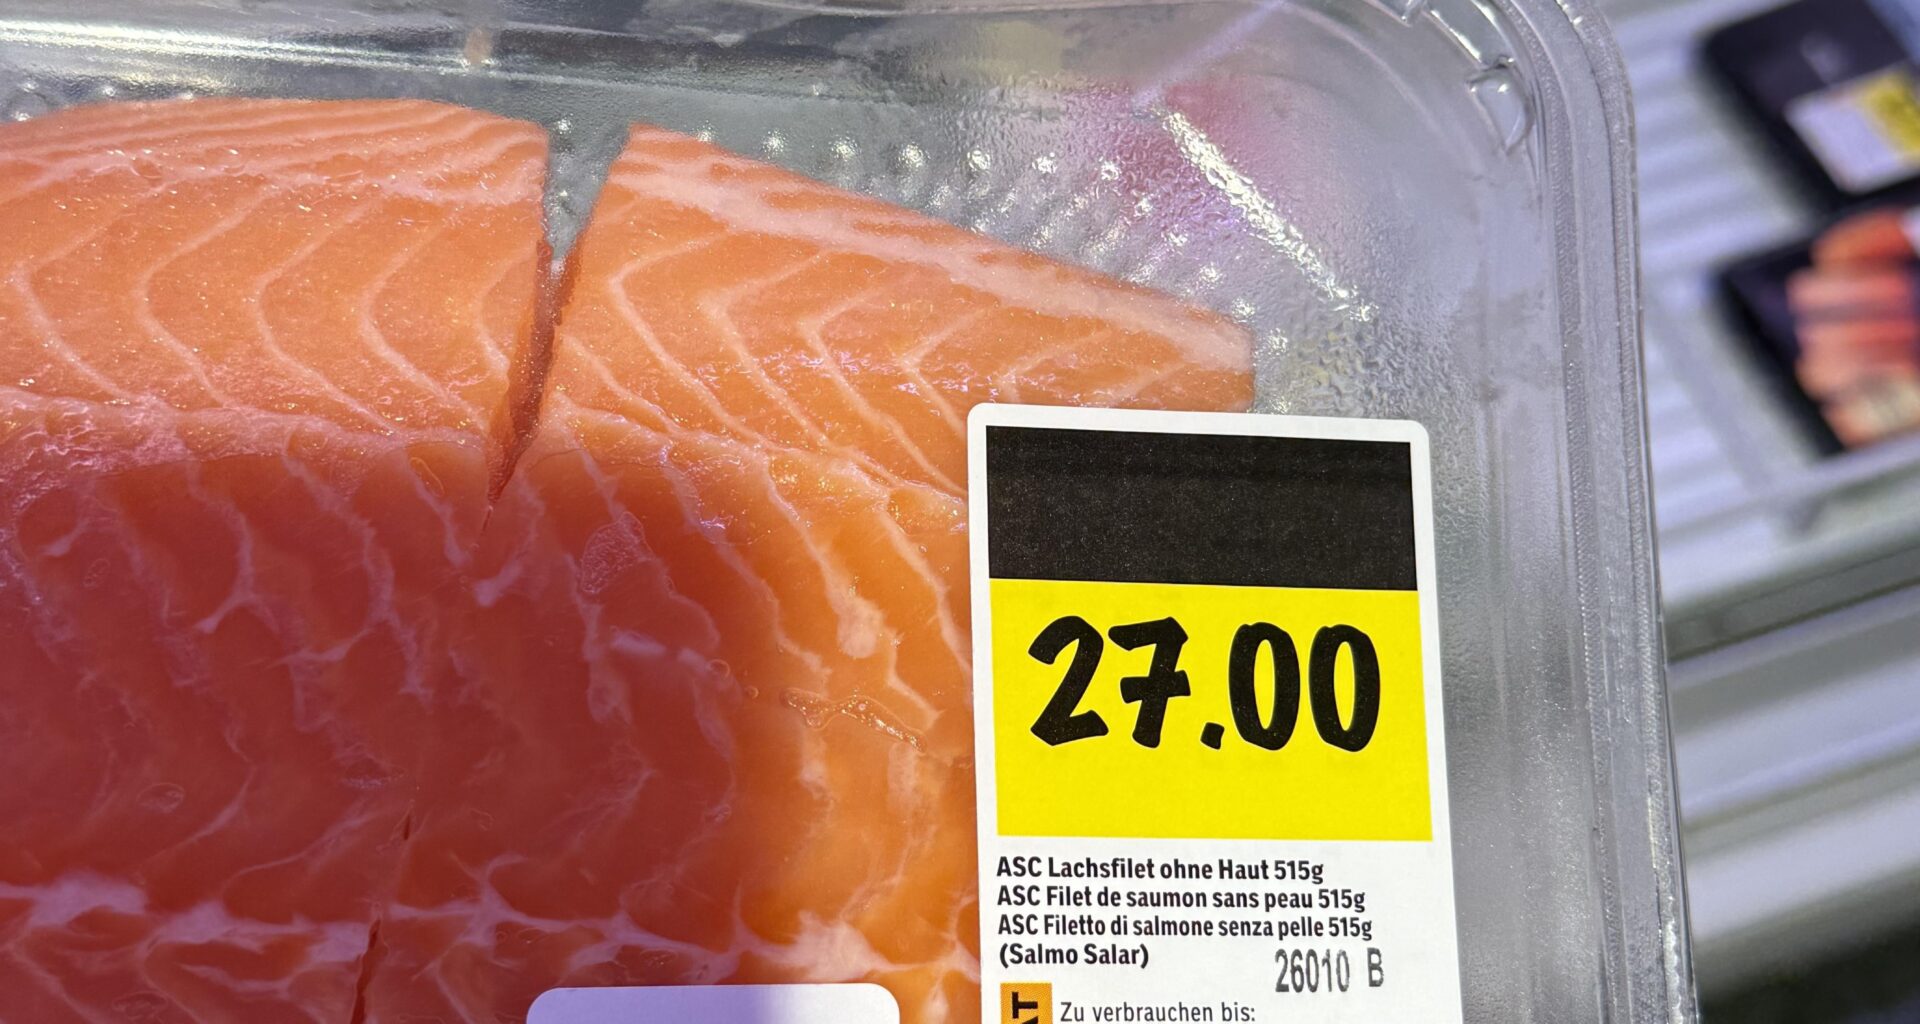 27.00
ASC Lachsfilet ohne Haut 515g
ASC Filet de saumon sans peau 515g
ASC Filetto di salmone senza pelle 515g
(Salmo Salar)
26010 B
Zu verbrauchen bis: